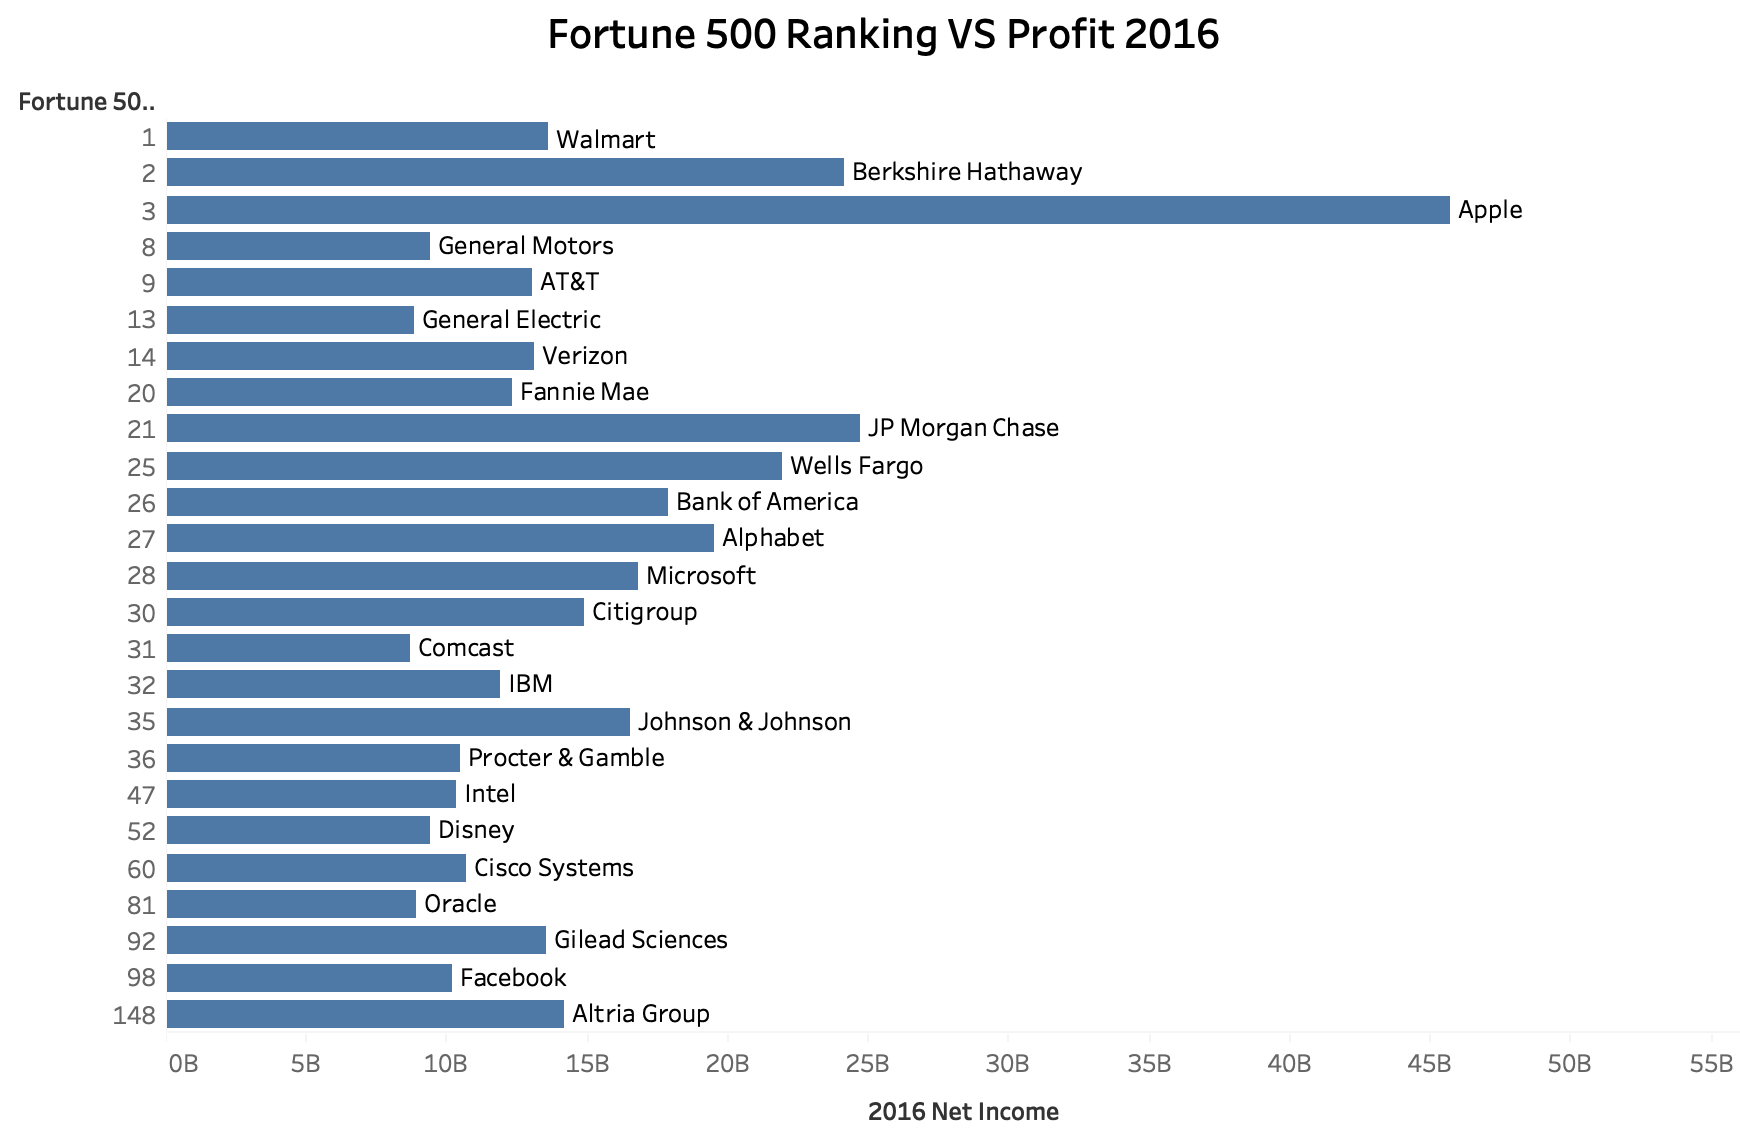 Fortune 500 Ranking VS Profit 2016
Fortune 50..
1 Walmart
2 Berkshire Hathaway
3 Apple
8 General Motors
9 AT&T
13 General Electric
14 Verizon
20 Fannie Mae
21 JP Morgan Chase
25 Wells Fargo
26 Bank of America
27 Alphabet
28 Microsoft
30 Citigroup
31 Comcast
32 IBM
35 Johnson & Johnson
36 Procter & Gamble
47 Intel
52 Disney
60 Cisco Systems
81 Oracle
92 Gilead Sciences
98 Facebook
148 Altria Group
0B 5B 10B 15B 20B 25B 30B 35B 40B 45B 50B 55B
2016 Net Income